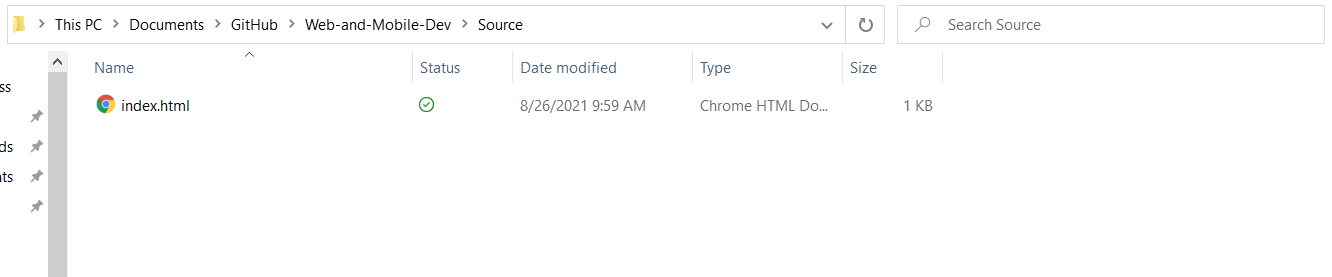 This PC > Documents > GitHub > Web-and-Mobile-Dev > Source
Search Source
Name Status Date modified Type Size
ss
index.html 8/26/2021 9:59 AM Chrome HTML Do... 1 KB
ds
nts